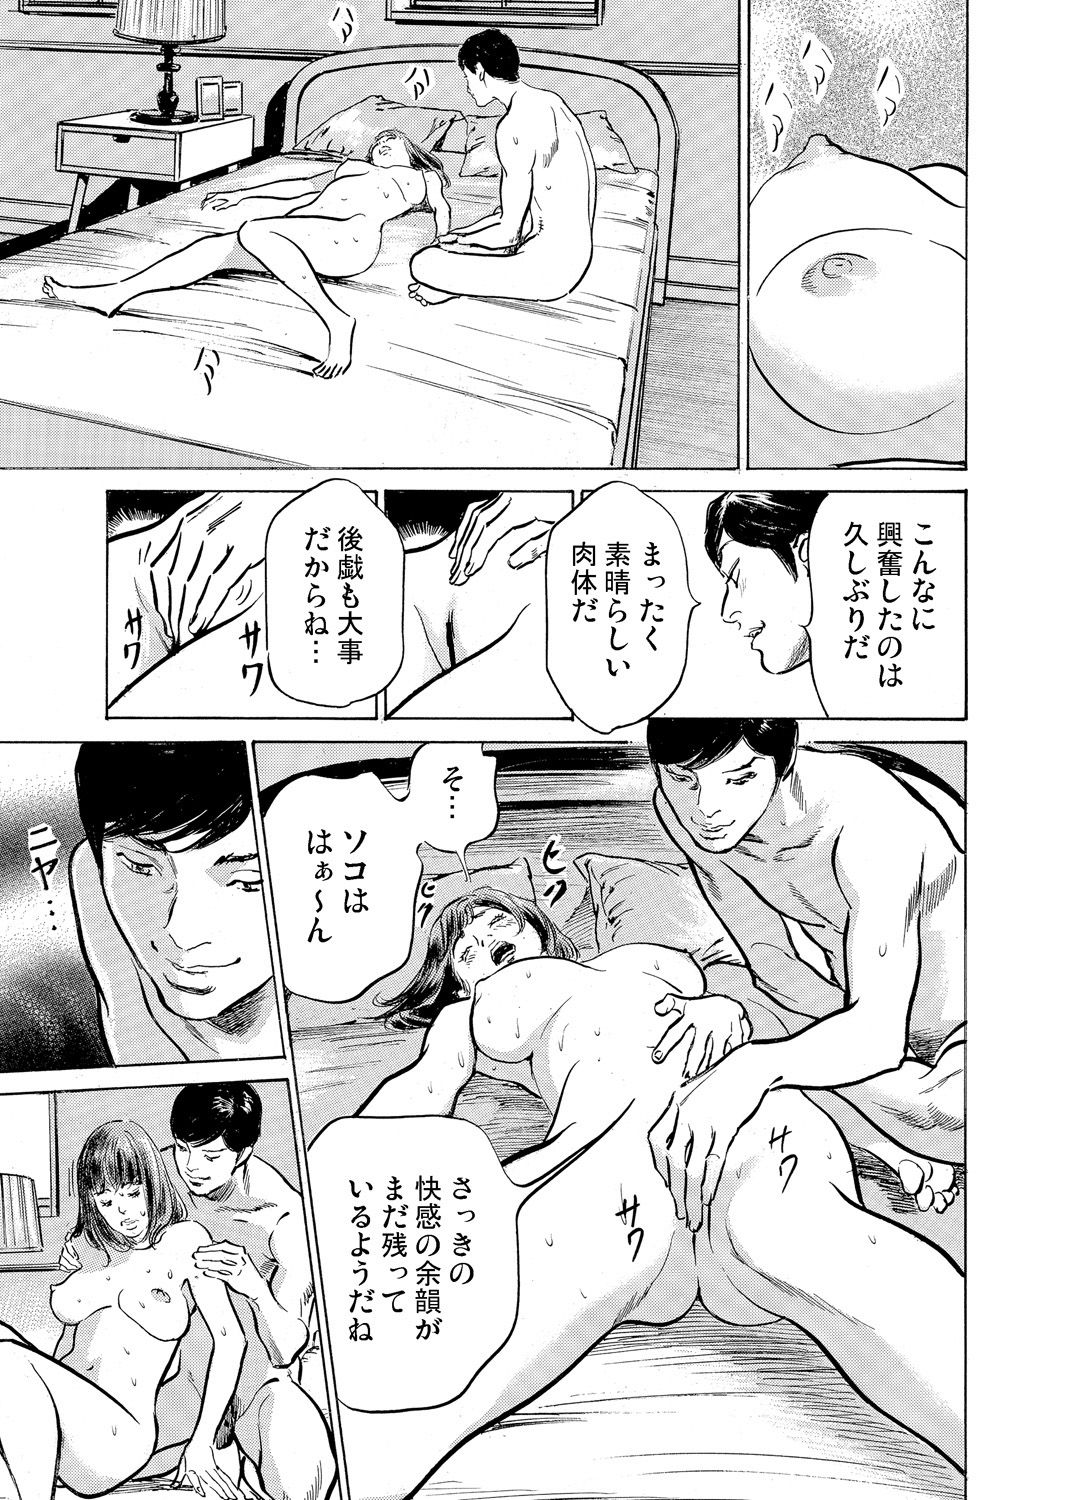 ハァ
ハァ
ハァ
ハァ
ハァ
ハァ
こんなに
興奮したのは
久しぶりだ
まったく
素晴らしい
肉体だ
後戯も大事
だからね…
サワ
サワ
そ…
ソコは
はぁ～ん
ヒク
ヒク
サワ
サワ
さっきの
快感の余韻が
まだ残って
いるようだね
ニヤ…